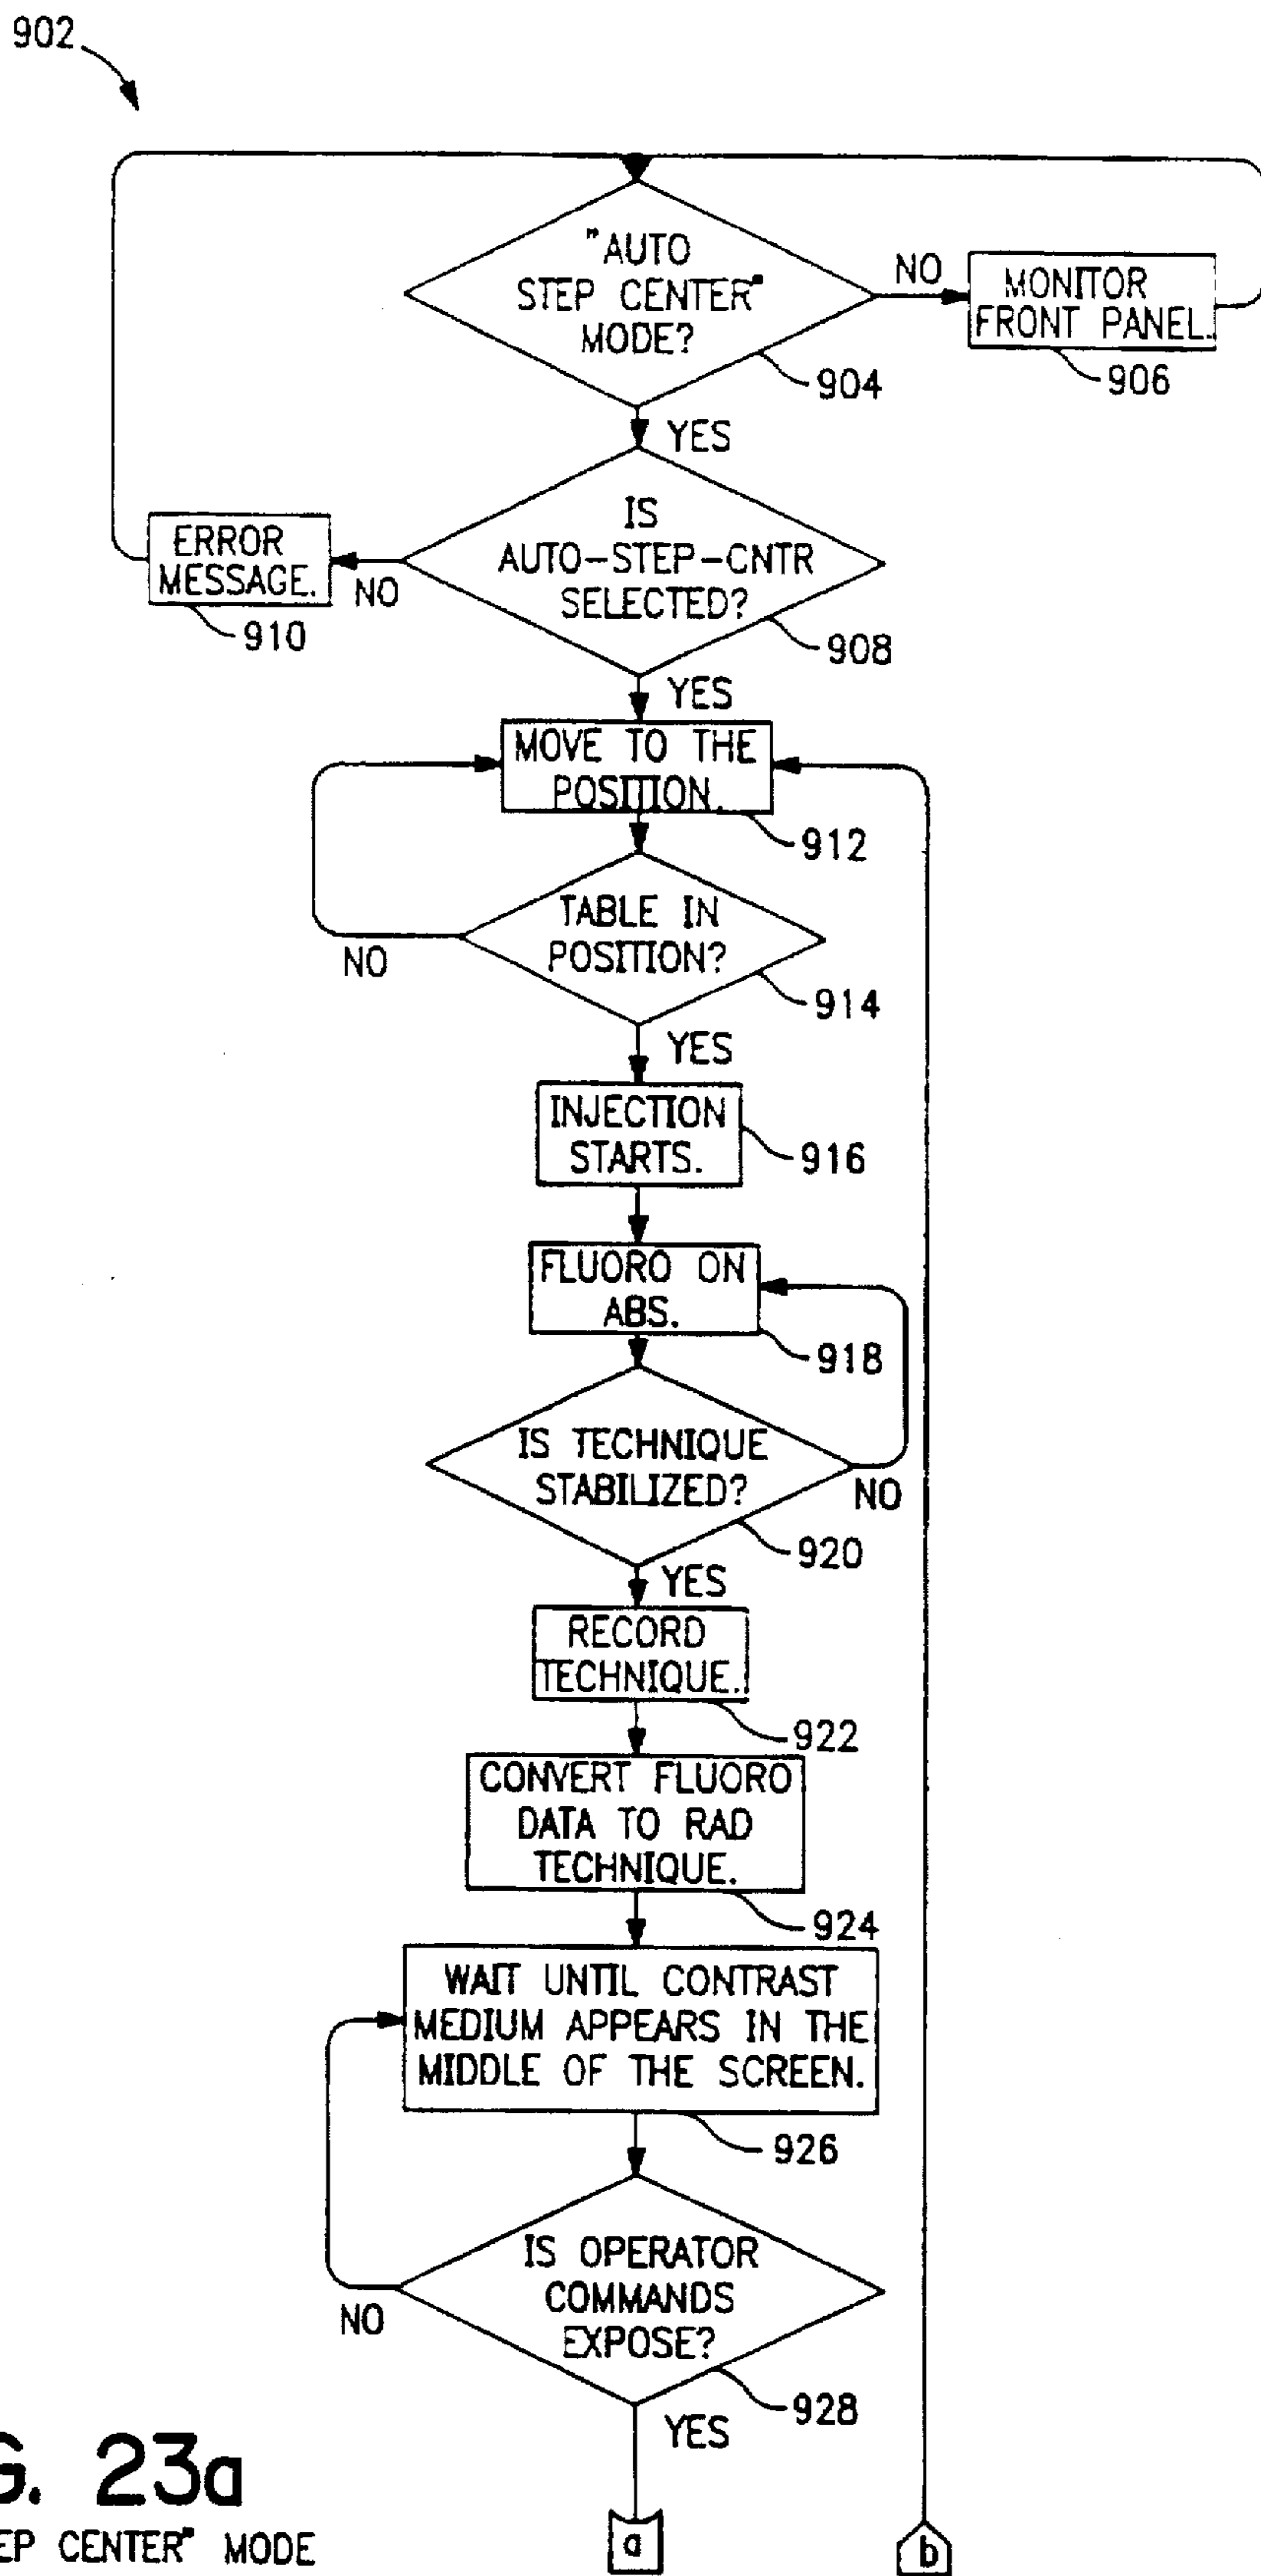 902
"AUTO
STEP CENTER"
MODE?
904
NO
MONITOR
FRONT PANEL.
906
YES
IS
AUTO-STEP-CNTR
SELECTED?
908
NO
ERROR
MESSAGE.
910
YES
MOVE TO THE
POSITION.
912
TABLE IN
POSITION?
914
NO
YES
INJECTION
STARTS.
916
FLUORO ON
ABS.
918
IS TECHNIQUE
STABILIZED?
920
NO
YES
RECORD
TECHNIQUE.
922
CONVERT FLUORO
DATA TO RAD
TECHNIQUE.
924
WAIT UNTIL CONTRAST
MEDIUM APPEARS IN THE
MIDDLE OF THE SCREEN.
926
IS OPERATOR
COMMANDS
EXPOSE?
928
NO
YES
a
b
G. 23a
EP CENTER" MODE